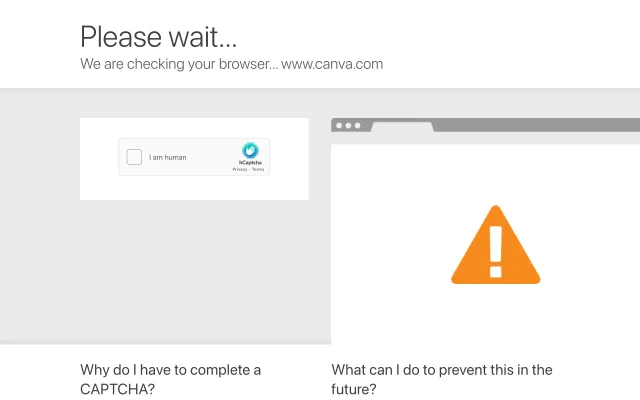 Please wait...
We are checking your browser... www.canva.com
I am human
hCaptcha
Privacy - Terms
Why do I have to complete a
CAPTCHA?
What can I do to prevent this in the
future?